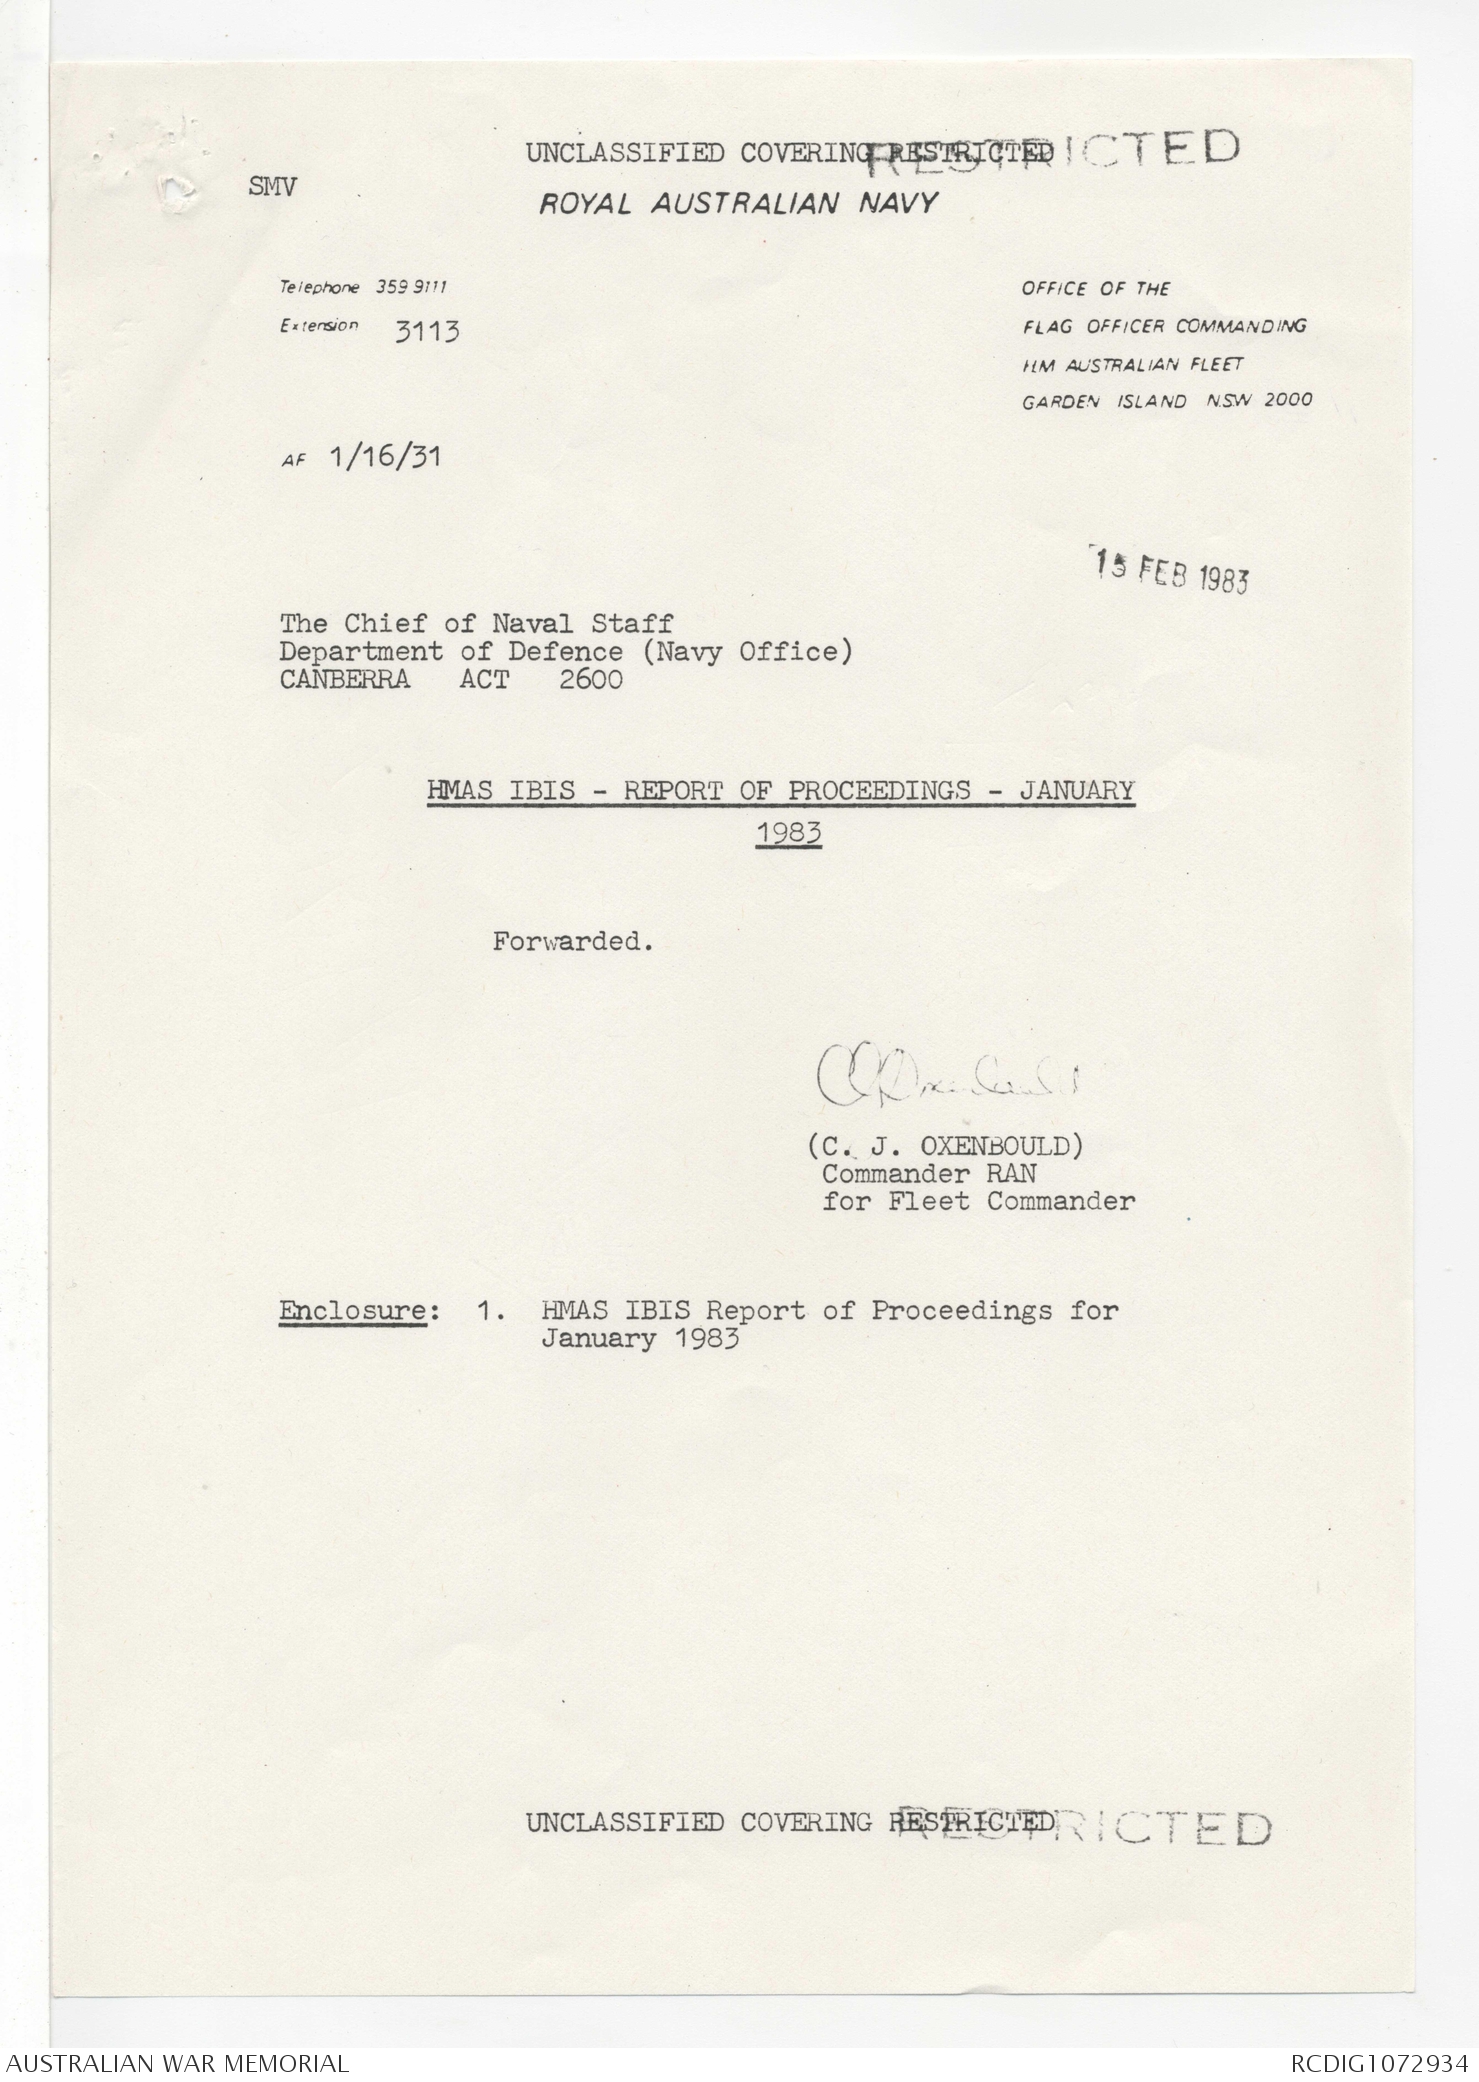 UNCLASSIFIED COVERING RESTRICTED
RESTRICTED
SMV
ROYAL AUSTRALIAN NAVY
Telephone 359 9111
Extension 3113
OFFICE OF THE
FLAG OFFICER COMMANDING
HM AUSTRALIAN FLEET
GARDEN ISLAND NSW 2000
AF 1/16/31
15 FEB 1983
The Chief of Naval Staff
Department of Defence (Navy Office)
CANBERRA ACT 2600
HMAS IBIS - REPORT OF PROCEEDINGS - JANUARY
1983
Forwarded.
CJOxenbould
(C. J. OXENBOULD)
Commander RAN
for Fleet Commander
Enclosure: 1. HMAS IBIS Report of Proceedings for
January 1983
UNCLASSIFIED COVERING RESTRICTED
RESTRICTED
AUSTRALIAN WAR MEMORIAL
RCDIG1072934